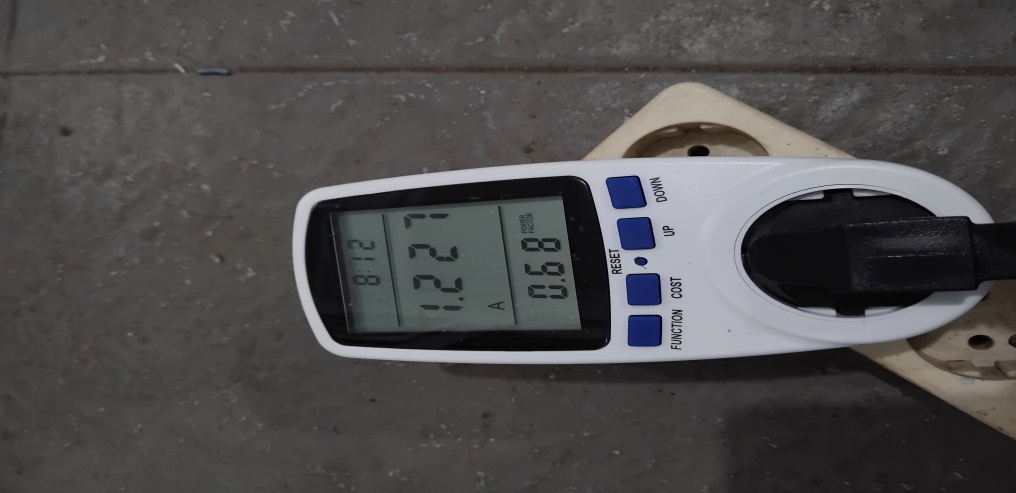 8:12
1.227
A
POWER FACTOR
0.68
RESET
FUNCTION COST UP DOWN